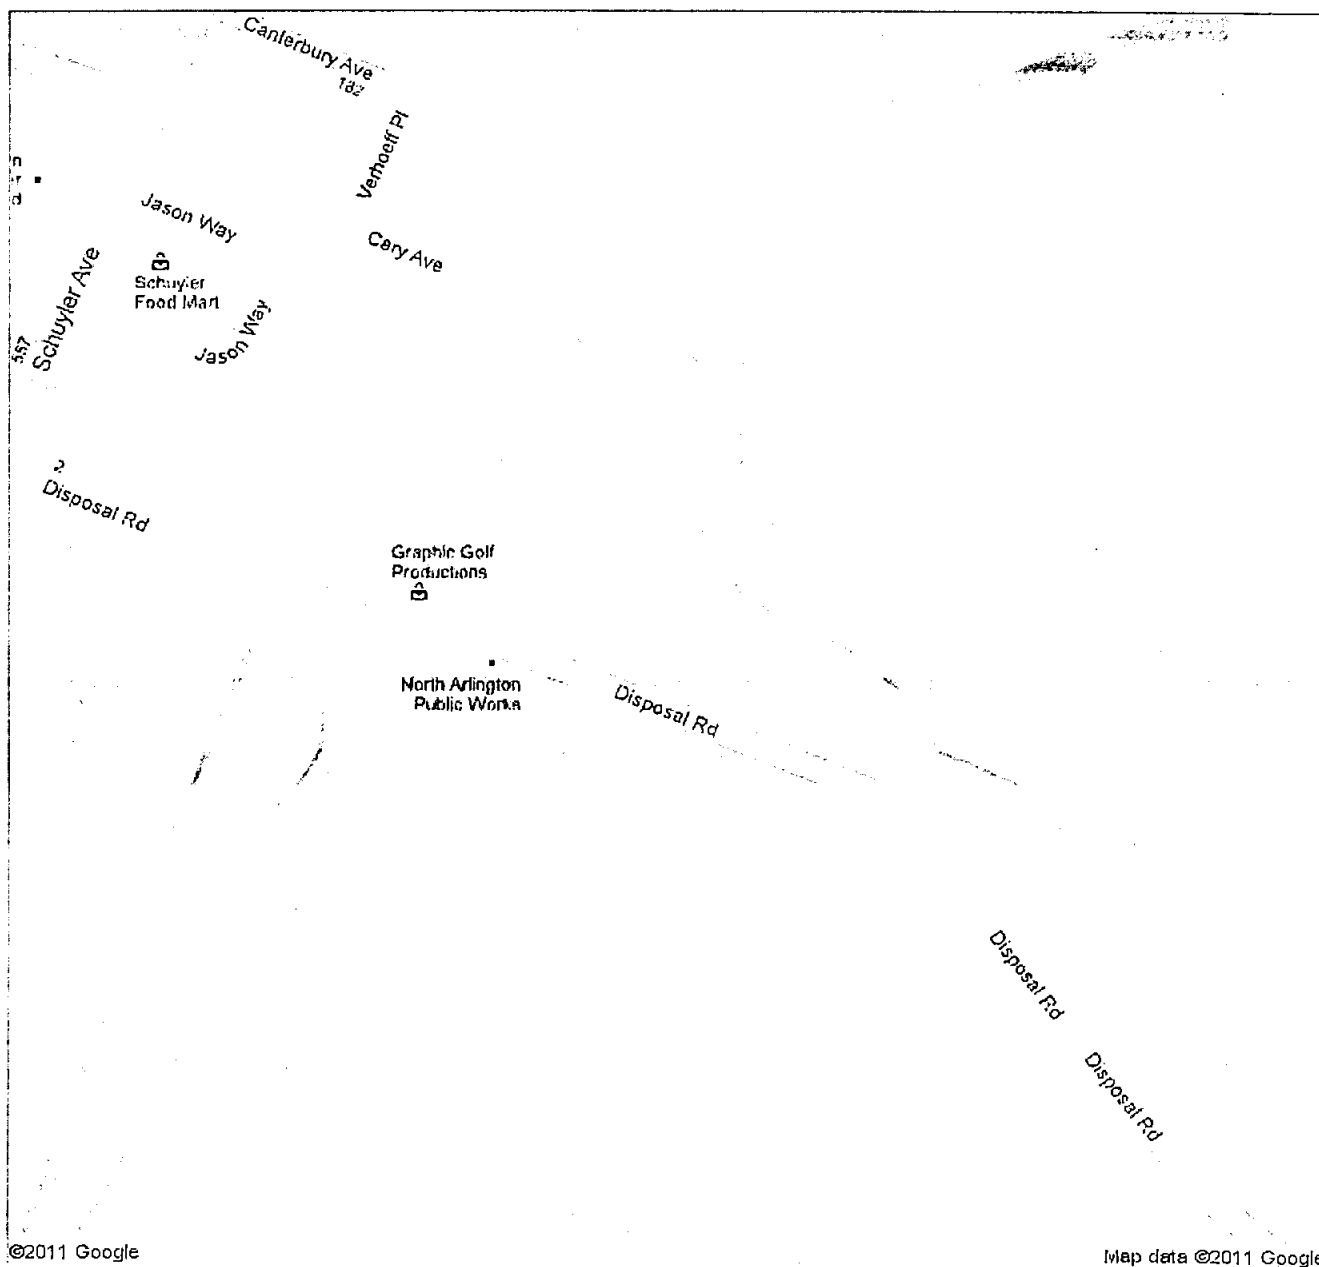 Canterbury Ave
182
Verhoeff Pl
n
r
d
Jason Way
Cary Ave
Schuyler
Food Mart
Schuyler Ave
557
Jason Way
2
Disposal Rd
Graphic Golf
Productions
North Arlington
Public Works
Disposal Rd
Disposal Rd
Disposal Rd
©2011 Google
Map data ©2011 Google